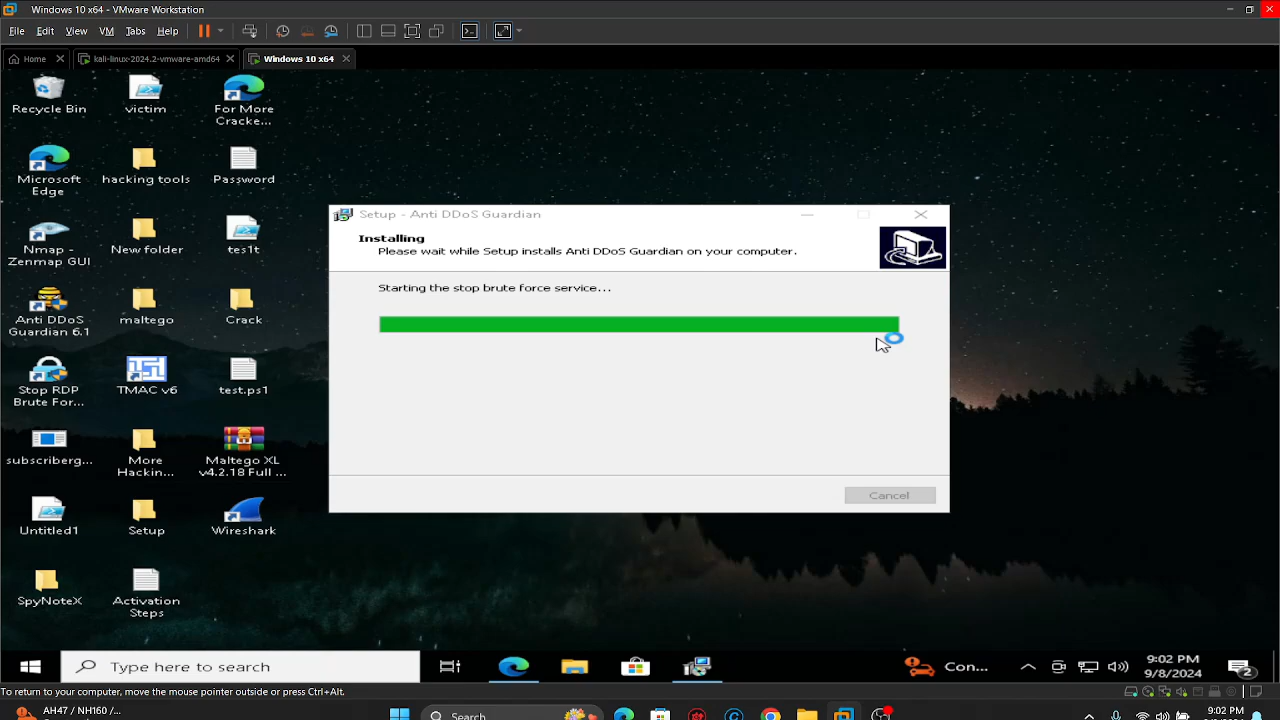 Windows 10 x64 - VMware Workstation
File Edit View VM Tabs Help
Home kali-linux-2024.2-vmware-amd64 Windows 10 x64
Recycle Bin
victim
For More
Cracke...
Microsoft
Edge
hacking tools
Password
Nmap -
Zenmap GUI
New folder
tes1t
Anti DDoS
Guardian 6.1
maltego
Crack
Stop RDP
Brute For...
TMAC v6
test.ps1
subscriberg...
More
Hackin...
Maltego XL
v4.2.18 Full ...
Untitled1
Setup
Wireshark
SpyNoteX
Activation
Steps
Setup - Anti DDoS Guardian
Installing
Please wait while Setup installs Anti DDoS Guardian on your computer.
Starting the stop brute force service...
Cancel
Type here to search
Con...
9:02 PM
9/8/2024
2
To return to your computer, move the mouse pointer outside or press Ctrl+Alt.
AH47 / NH160 /...
Search
9:02 PM